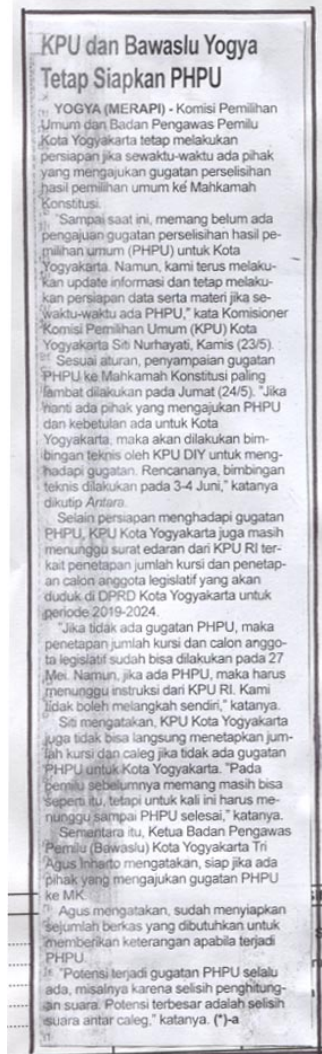 KPU dan Bawaslu Yogya
Tetap Siapkan PHPU
YOGYA (MERAPI) - Komisi Pemilihan
Umum dan Badan Pengawas Pemilu
Kota Yogyakarta tetap melakukan
persiapan jika sewaktu-waktu ada pihak
yang mengajukan gugatan perselisihan
hasil pemilihan umum ke Mahkamah
Konstitusi.
"Sampai saat ini, memang belum ada
pengajuan gugatan perselisihan hasil pe-
milihan umum (PHPU) untuk Kota
Yogyakarta. Namun, kami terus melaku-
kan update informasi dan tetap melaku-
kan persiapan data serta materi jika se-
waktu-waktu ada PHPU," kata Komisioner
Komisi Pemilihan Umum (KPU) Kota
Yogyakarta Siti Nurhayati, Kamis (23/5).
Sesuai aturan, penyampaian gugatan
PHPU ke Mahkamah Konstitusi paling
lambat dilakukan pada Jumat (24/5). "Jika
nanti ada pihak yang mengajukan PHPU
dan kebetulan ada untuk Kota
Yogyakarta, maka akan dilakukan bim-
bingan teknis oleh KPU DIY untuk meng-
hadapi gugatan. Rencananya, bimbingan
teknis dilakukan pada 3-4 Juni," katanya
dikutip Antara.
Selain persiapan menghadapi gugatan
PHPU, KPU Kota Yogyakarta juga masih
menunggu surat edaran dari KPU RI ter-
kait penetapan jumlah kursi dan penetap-
an calon anggota legislatif yang akan
duduk di DPRD Kota Yogyakarta untuk
periode 2019-2024.
"Jika tidak ada gugatan PHPU, maka
penetapan jumlah kursi dan calon anggo-
ta legislatif sudah bisa dilakukan pada 27
Mei. Namun, jika ada PHPU, maka harus
menunggu instruksi dari KPU RI. Kami
tidak boleh melangkah sendiri," katanya.
Siti mengatakan, KPU Kota Yogyakarta
juga tidak bisa langsung menetapkan jum-
lah kursi dan caleg jika tidak ada gugatan
PHPU untuk Kota Yogyakarta. "Pada
pemilu sebelumnya memang masih bisa
seperti itu, tetapi untuk kali ini harus me-
nunggu sampai PHPU selesai," katanya.
Sementara itu, Ketua Badan Pengawas
Pemilu (Bawaslu) Kota Yogyakarta Tri
Agus Inharto mengatakan, siap jika ada
pihak yang mengajukan gugatan PHPU
ke MK.
Agus mengatakan, sudah menyiapkan
sejumlah berkas yang dibutuhkan untuk
memberikan keterangan apabila terjadi
PHPU.
"Potensi terjadi gugatan PHPU selalu
ada, misalnya karena selisih penghitung-
an suara. Potensi terbesar adalah selisih
suara antar caleg," katanya. (*)-a